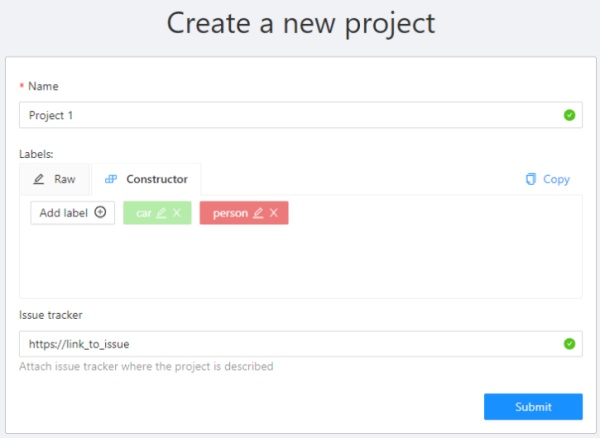 Create a new project
* Name
Project 1
Labels:
Raw Constructor Copy
Add label car person
Issue tracker
https://link_to_issue
Attach issue tracker where the project is described
Submit